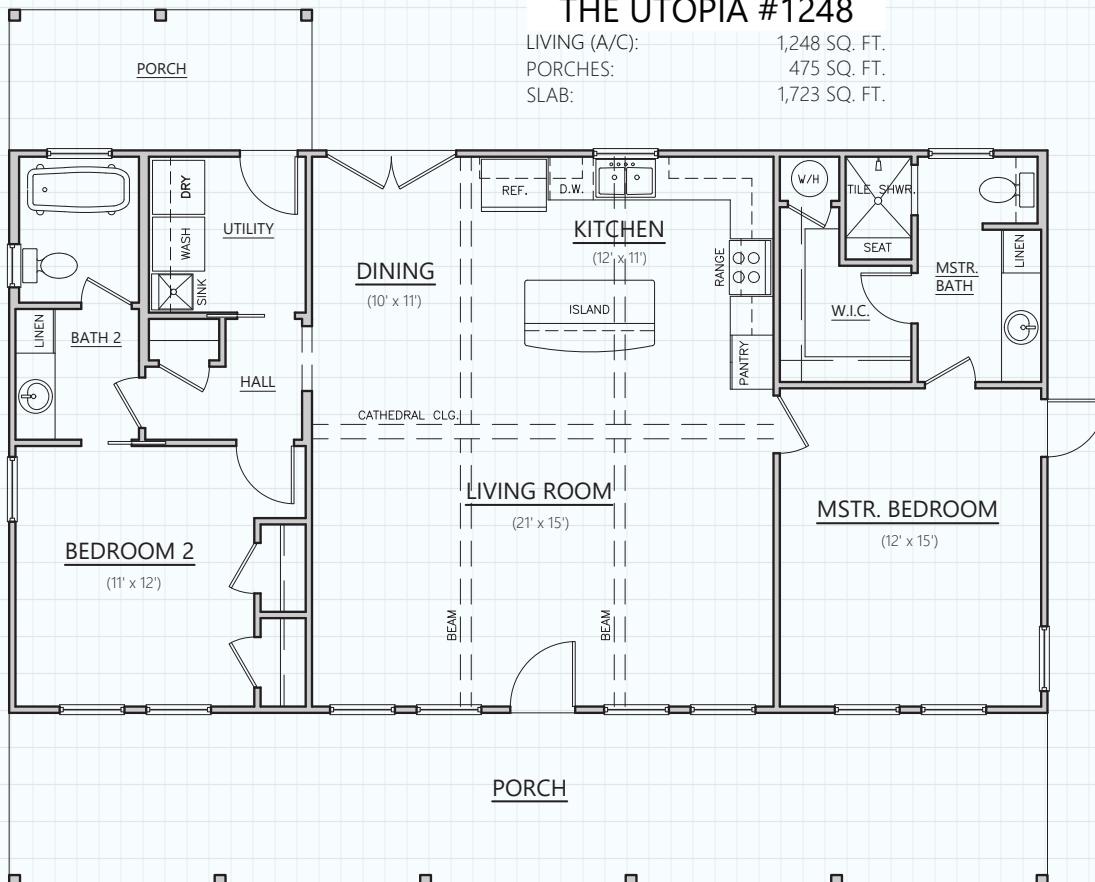 THE UTOPIA #1248
LIVING (A/C): 1,248 SQ. FT.
PORCHES: 475 SQ. FT.
SLAB: 1,723 SQ. FT.
PORCH
DRY
WASH
SINK
UTILITY
REF.
D.W.
KITCHEN
(12' x 11')
DINING
(10' x 11')
ISLAND
RANGE
PANTRY
W/H
TILE SHWR.
SEAT
W.I.C.
MSTR.
BATH
LINEN
LINEN
BATH 2
HALL
CATHEDRAL CLG.
LIVING ROOM
(21' x 15')
MSTR. BEDROOM
(12' x 15')
BEDROOM 2
(11' x 12')
BEAM
BEAM
PORCH